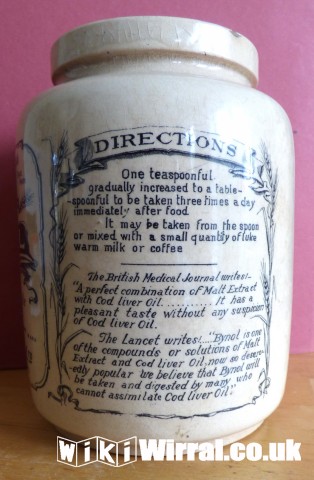 DIRECTIONS
One teaspoonful
gradually increased to a table-
-spoonful to be taken three times a day
immediately after food
It may be taken from the spoon
or mixed with a small quantity of luke
warm milk or coffee
The British Medical Journal writes:-
"A perfect combination of Malt Extract
with Cod liver Oil........... It has a
pleasant taste without any suspicion
of Cod liver Oil.
The Lancet writes:-..."Bynol is one
of the compounds or solutions of Malt
Extract and Cod liver Oil, now so deserv-
edly popular we believe that Bynol will
be taken and digested by many who
cannot assimilate Cod liver Oil".
wikiWirral.co.uk